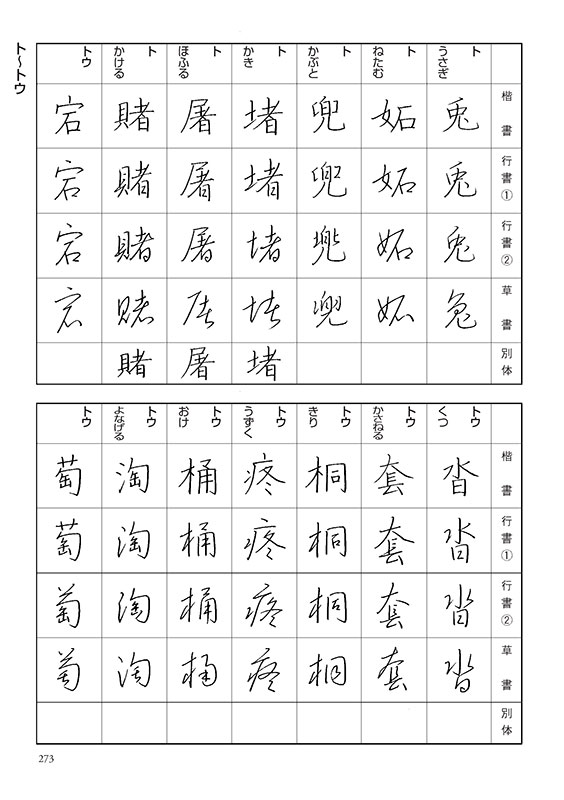 ト〜トウ
楷書
行書①
行書②
草書
別体
ト
うさぎ
兎
兎
兎
兎
ト
ねたむ
妬
妬
妬
妬
ト
かぶと
兜
兜
兜
兜
ト
かき
堵
堵
堵
堵
堵
ト
ほふる
屠
屠
屠
屠
屠
ト
かける
賭
賭
賭
賭
賭
トウ
宕
宕
宕
宕
楷書
行書①
行書②
草書
別体
トウ
くつ
沓
沓
沓
沓
トウ
かさねる
套
套
套
套
トウ
きり
桐
桐
桐
桐
トウ
うずく
疼
疼
疼
疼
トウ
おけ
桶
桶
桶
桶
トウ
よなげる
淘
淘
淘
淘
トウ
萄
萄
萄
萄
273